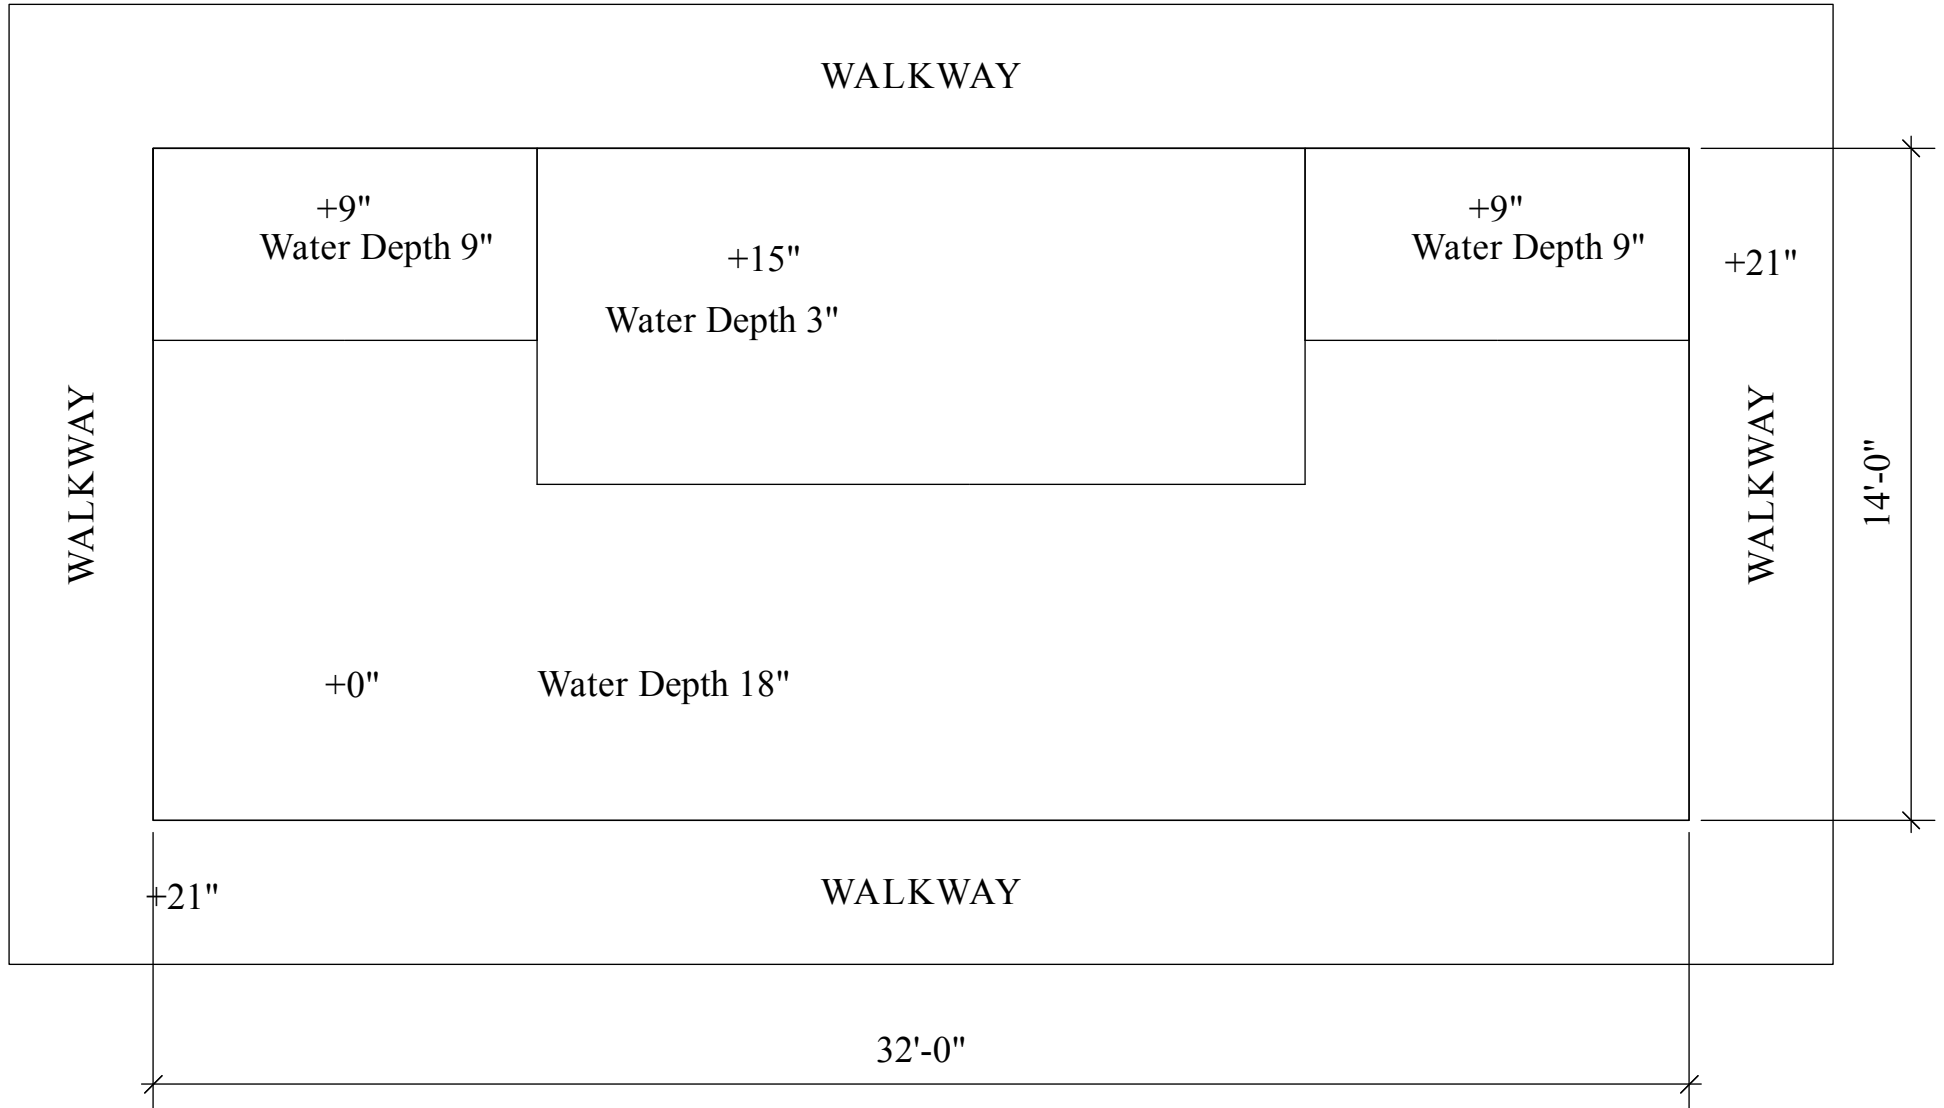 WALKWAY
+9"
Water Depth 9"
+15"
Water Depth 3"
+9"
Water Depth 9"
+21"
WALKWAY
WALKWAY
14'-0"
+0"
Water Depth 18"
+21"
WALKWAY
32'-0"